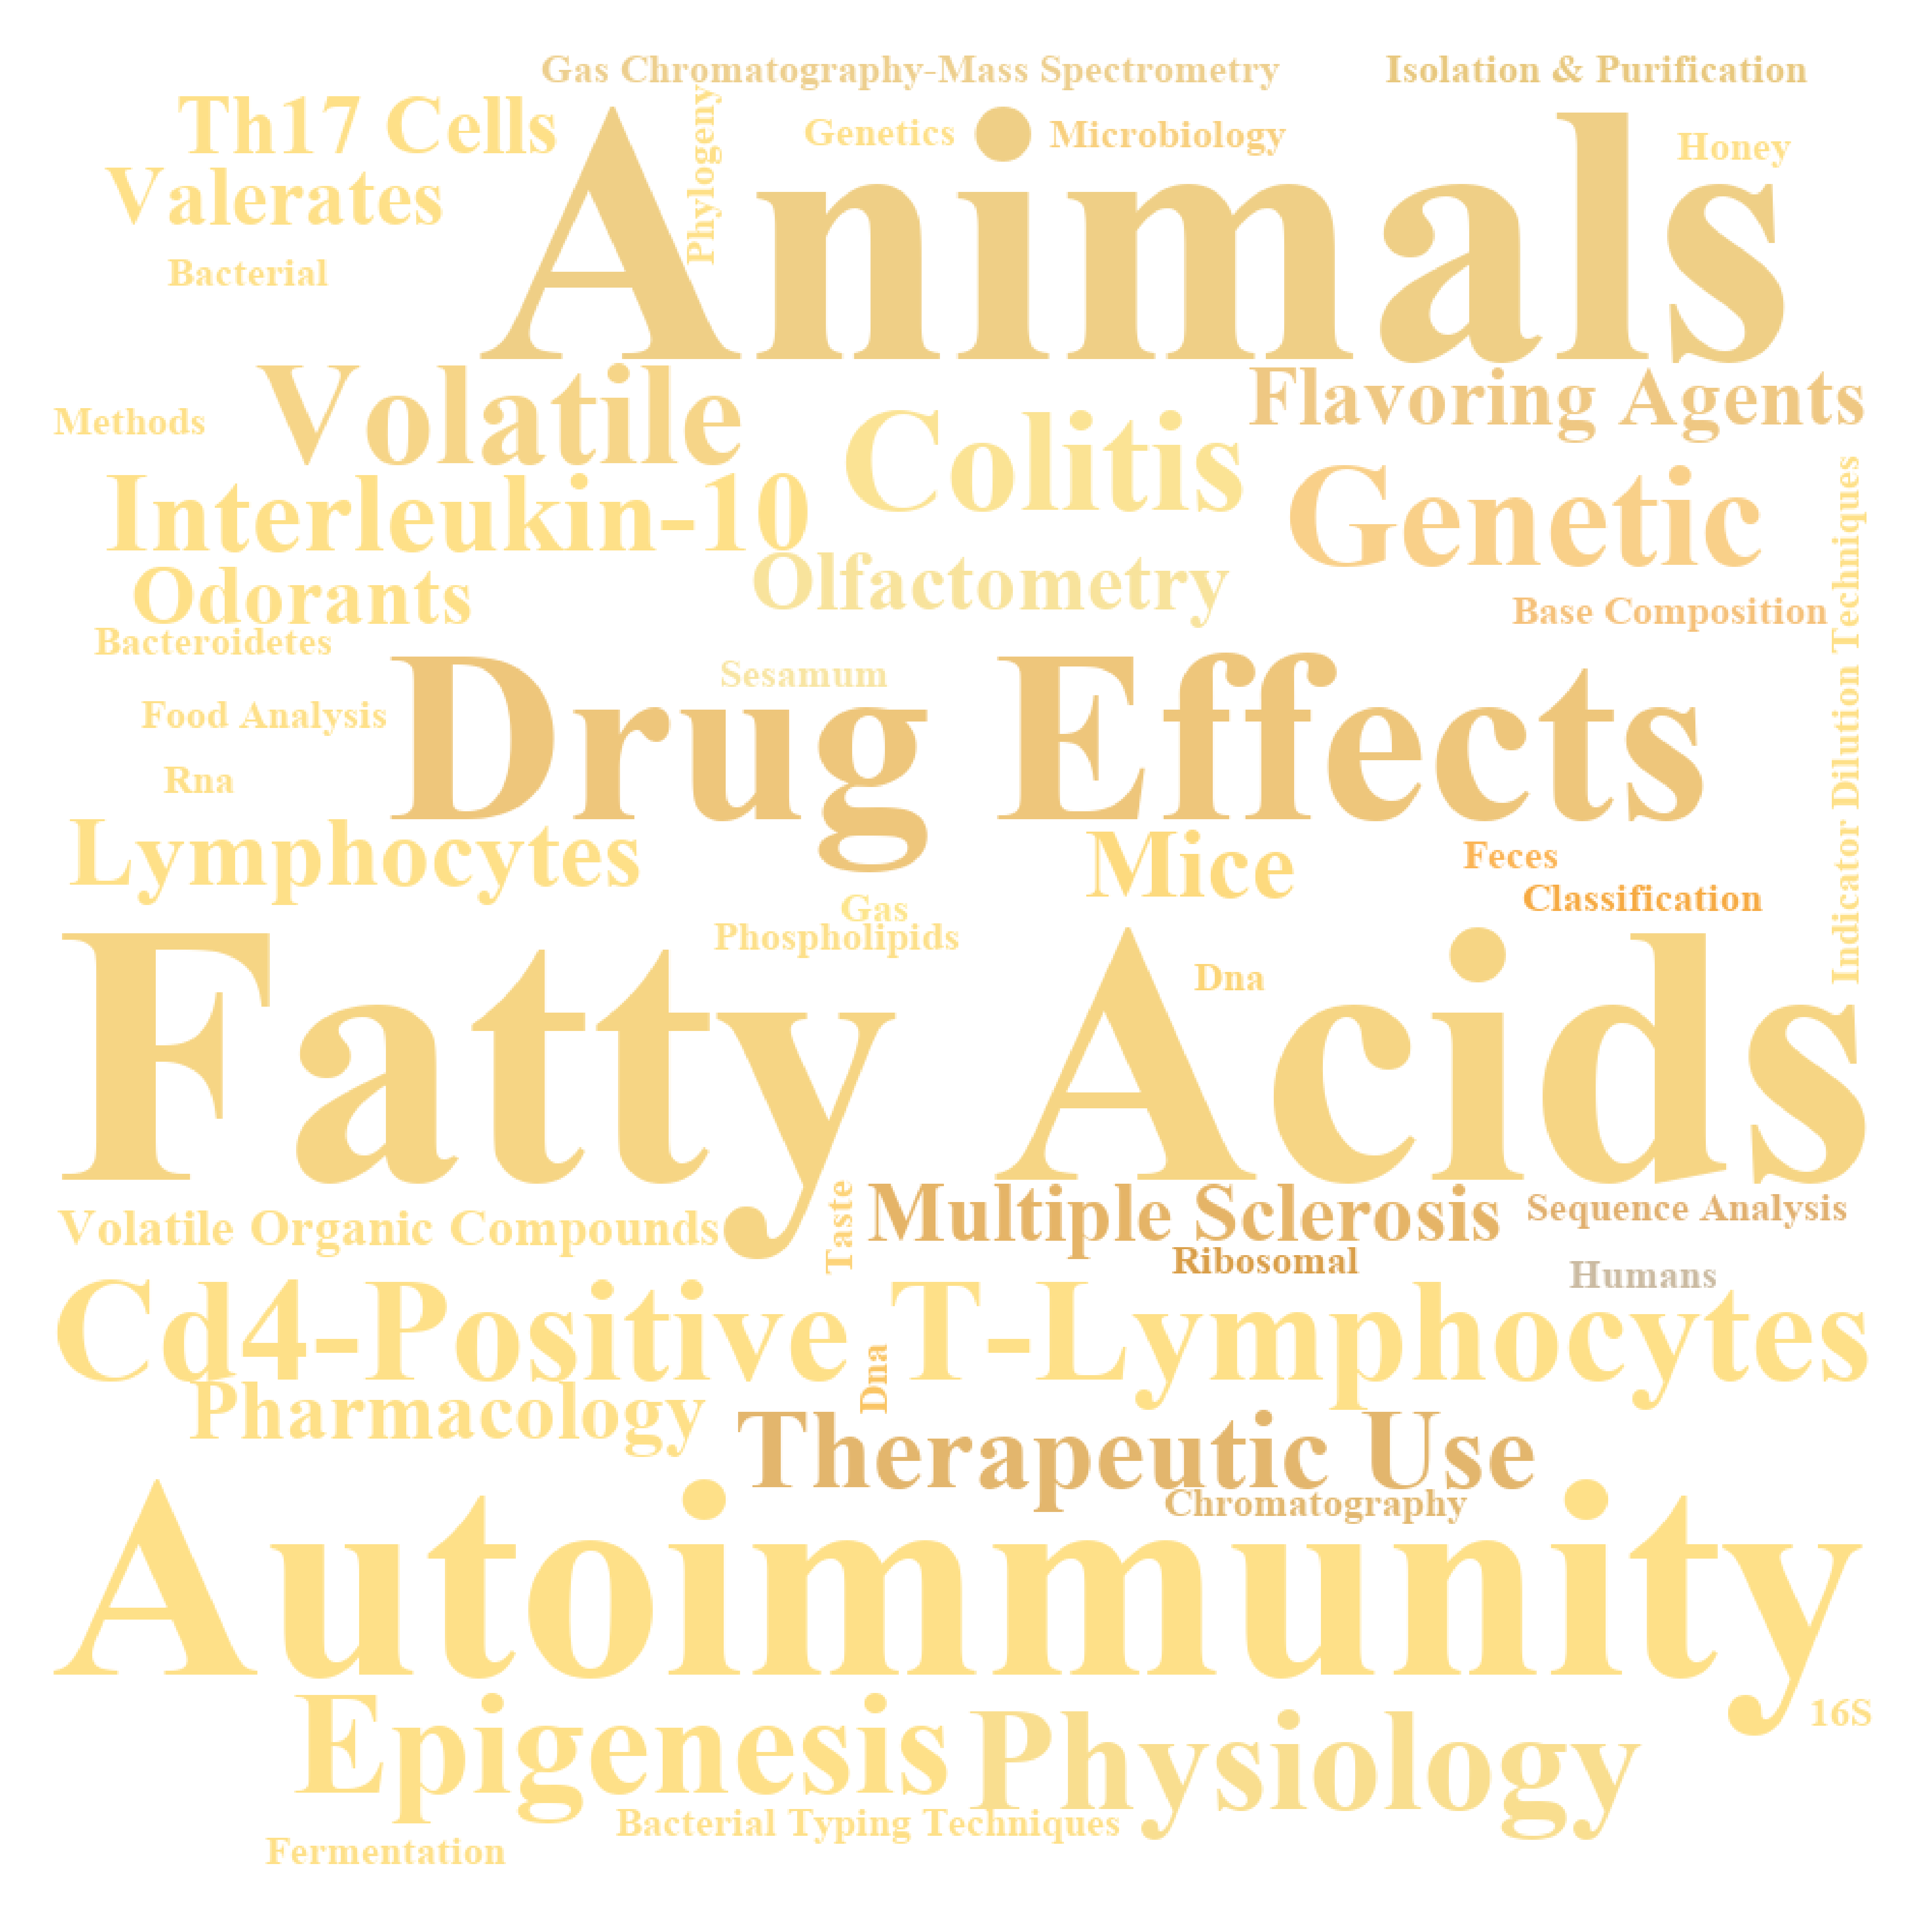 Gas Chromatography-Mass Spectrometry
Isolation & Purification
Th17 Cells
Phylogeny
Genetics
Microbiology
Honey
Animals
Valerates
Bacterial
Volatile
Flavoring Agents
Methods
Colitis
Genetic
Interleukin-10
Indicator Dilution Techniques
Odorants
Olfactometry
Base Composition
Bacteroidetes
Sesamum
Drug Effects
Food Analysis
Rna
Lymphocytes
Mice
Feces
Classification
Gas
Phospholipids
Dna
Fatty Acids
Volatile Organic Compounds
Taste
Multiple Sclerosis
Sequence Analysis
Ribosomal
Humans
Cd4-Positive T-Lymphocytes
Dna
Pharmacology
Therapeutic Use
Chromatography
Autoimmunity
16S
Epigenesis
Physiology
Bacterial Typing Techniques
Fermentation